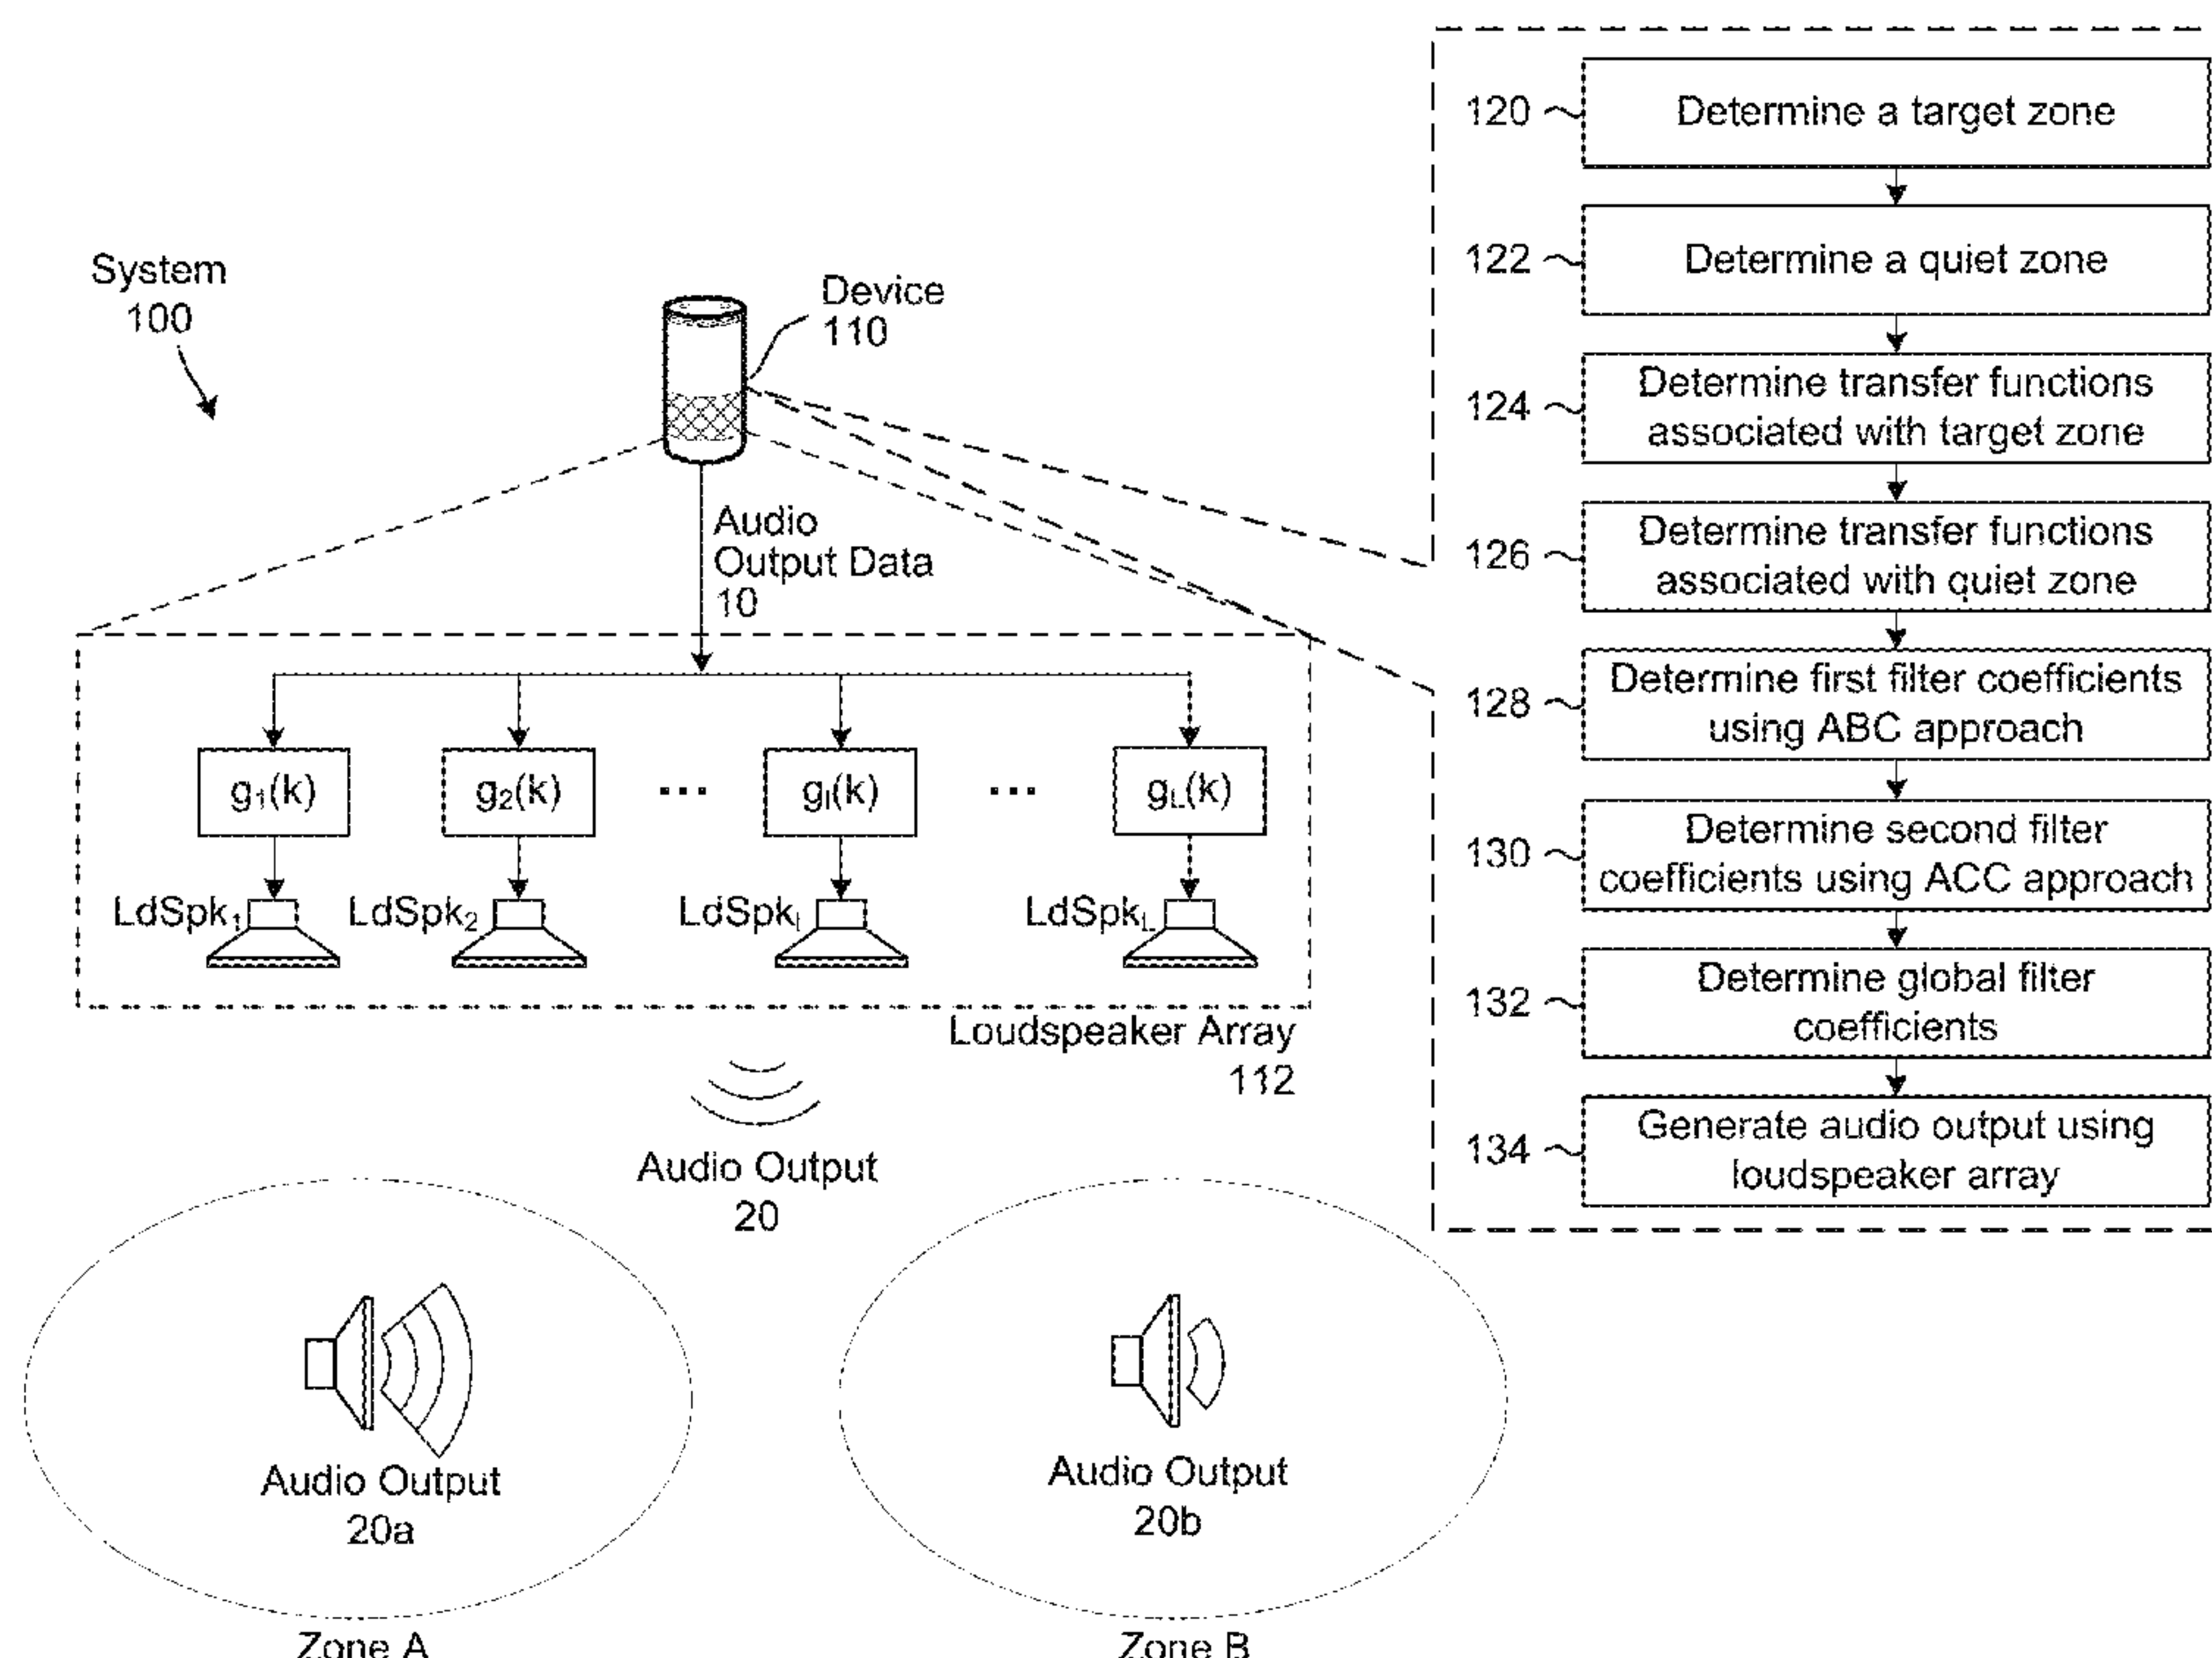 System
100
Device
110
Audio
Output Data
10
g₁(k)
g₂(k)
...
gₗ(k)
...
g_L(k)
LdSpk₁
LdSpk₂
LdSpkₗ
LdSpk_L
Loudspeaker Array
112
Audio Output
20
Audio Output
20a
Zone A
Audio Output
20b
Zone B
120
Determine a target zone
122
Determine a quiet zone
124
Determine transfer functions
associated with target zone
126
Determine transfer functions
associated with quiet zone
128
Determine first filter coefficients
using ABC approach
130
Determine second filter
coefficients using ACC approach
132
Determine global filter
coefficients
134
Generate audio output using
loudspeaker array